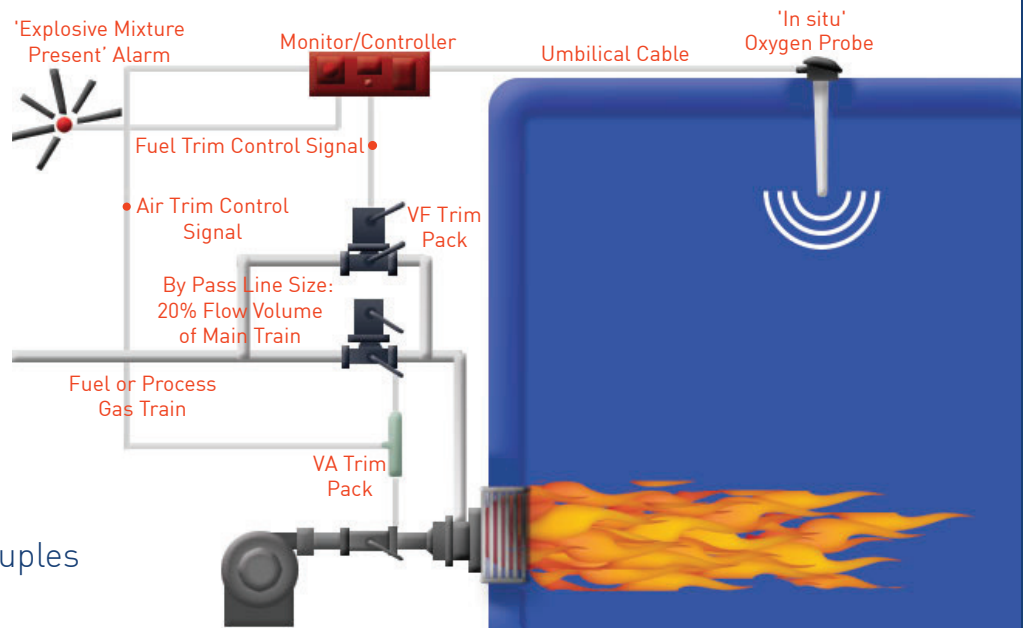 'Explosive Mixture
Present' Alarm
Monitor/Controller
Umbilical Cable
'In situ'
Oxygen Probe
Fuel Trim Control Signal
Air Trim Control
Signal
VF Trim
Pack
By Pass Line Size:
20% Flow Volume
of Main Train
Fuel or Process
Gas Train
VA Trim
Pack
uples